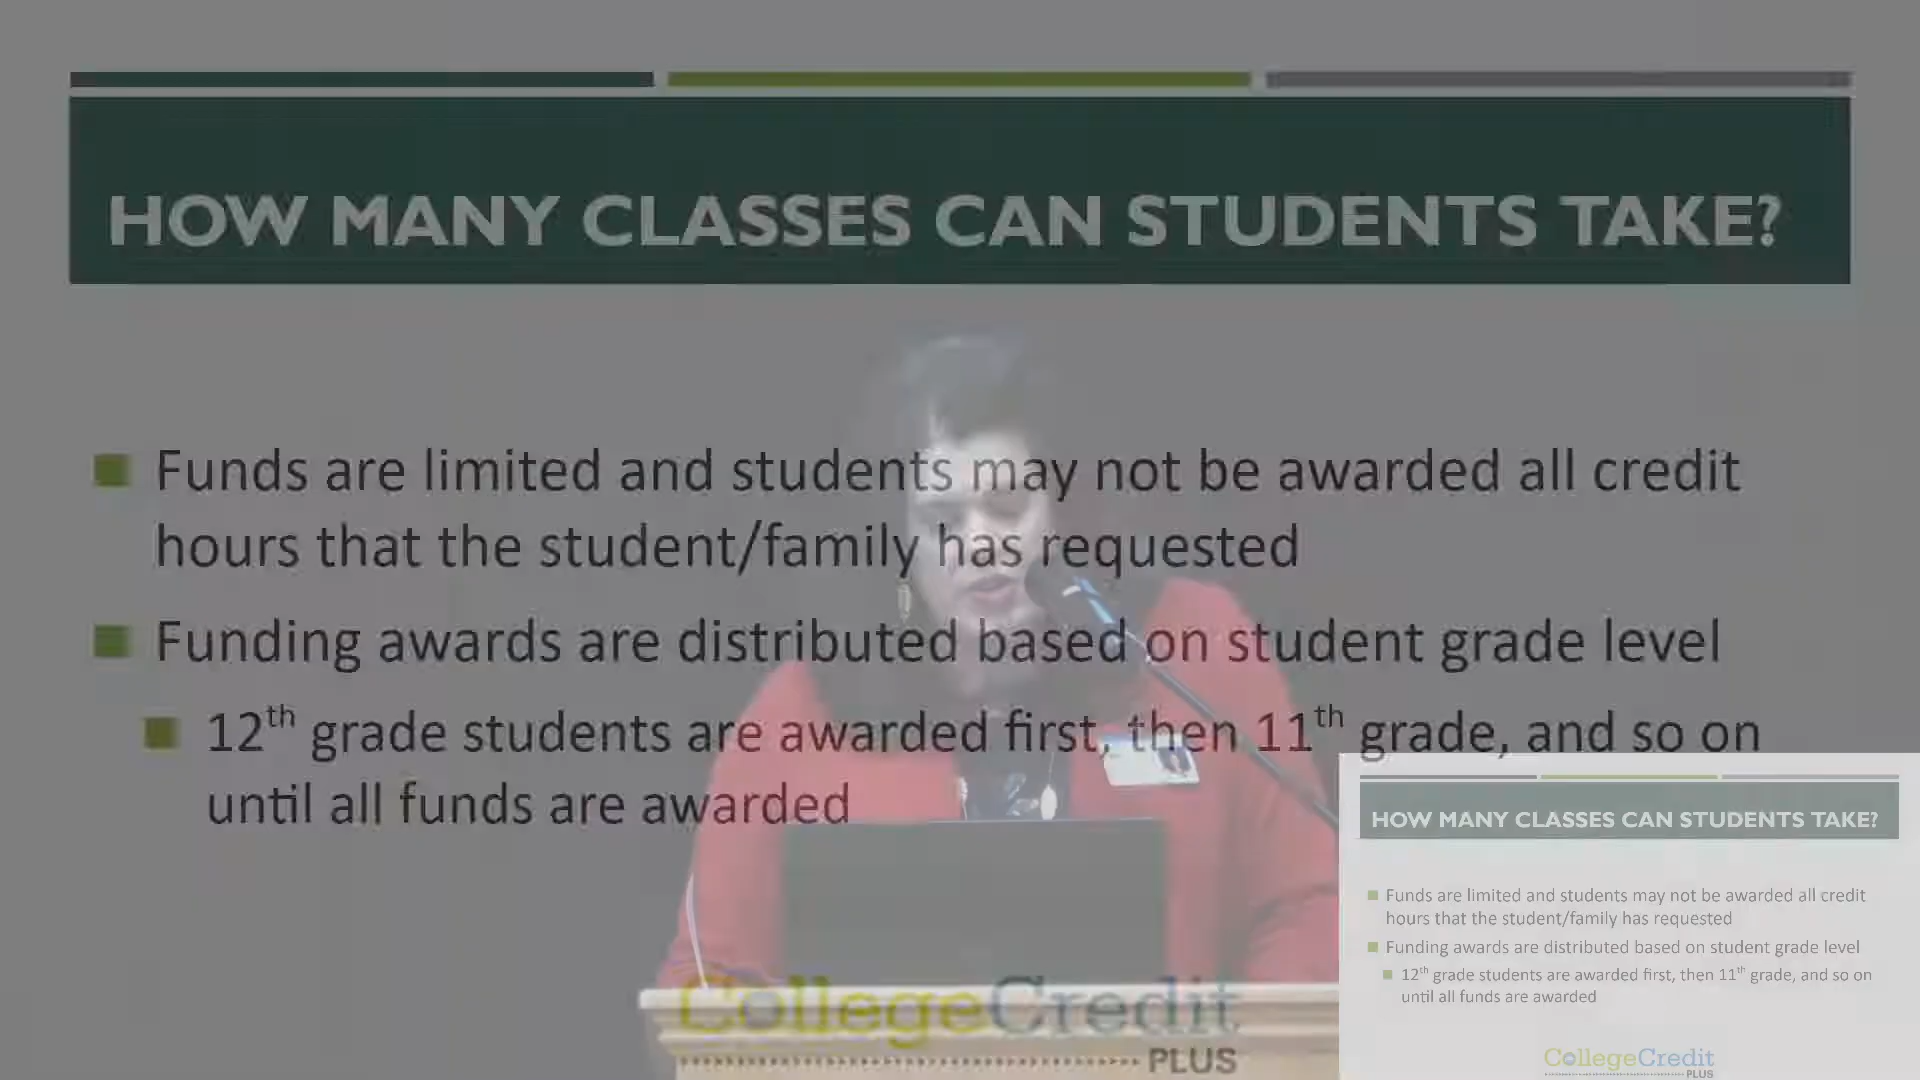 HOW MANY CLASSES CAN STUDENTS TAKE?
Funds are limited and students may not be awarded all credit
hours that the student/family has requested
Funding awards are distributed based on student grade level
12th grade students are awarded first, then 11th grade, and so on
until all funds are awarded
CollegeCredit
PLUS
HOW MANY CLASSES CAN STUDENTS TAKE?
Funds are limited and students may not be awarded all credit
hours that the student/family has requested
Funding awards are distributed based on student grade level
12th grade students are awarded first, then 11th grade, and so on
until all funds are awarded
CollegeCredit
PLUS